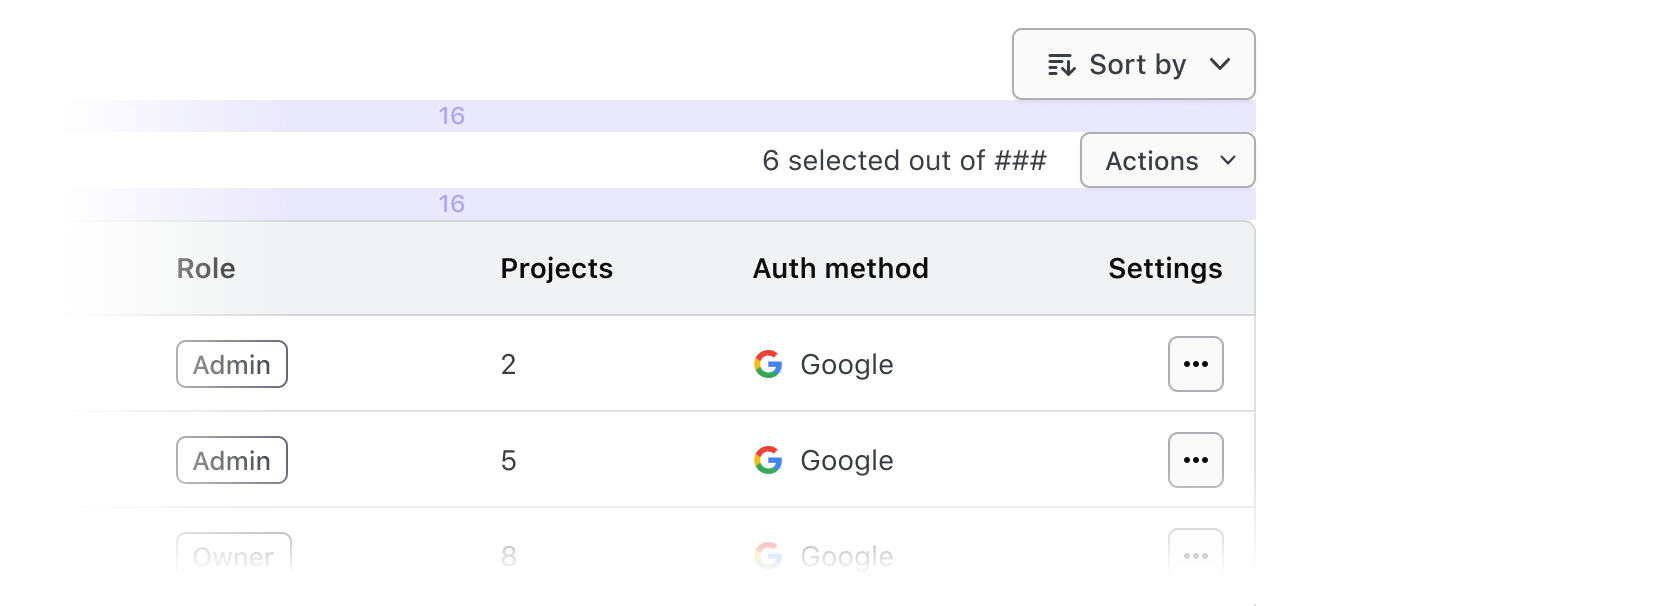 Sort by
16
6 selected out of ### Actions
16
Role Projects Auth method Settings
Admin 2 Google
Admin 5 Google
Owner 8 Google